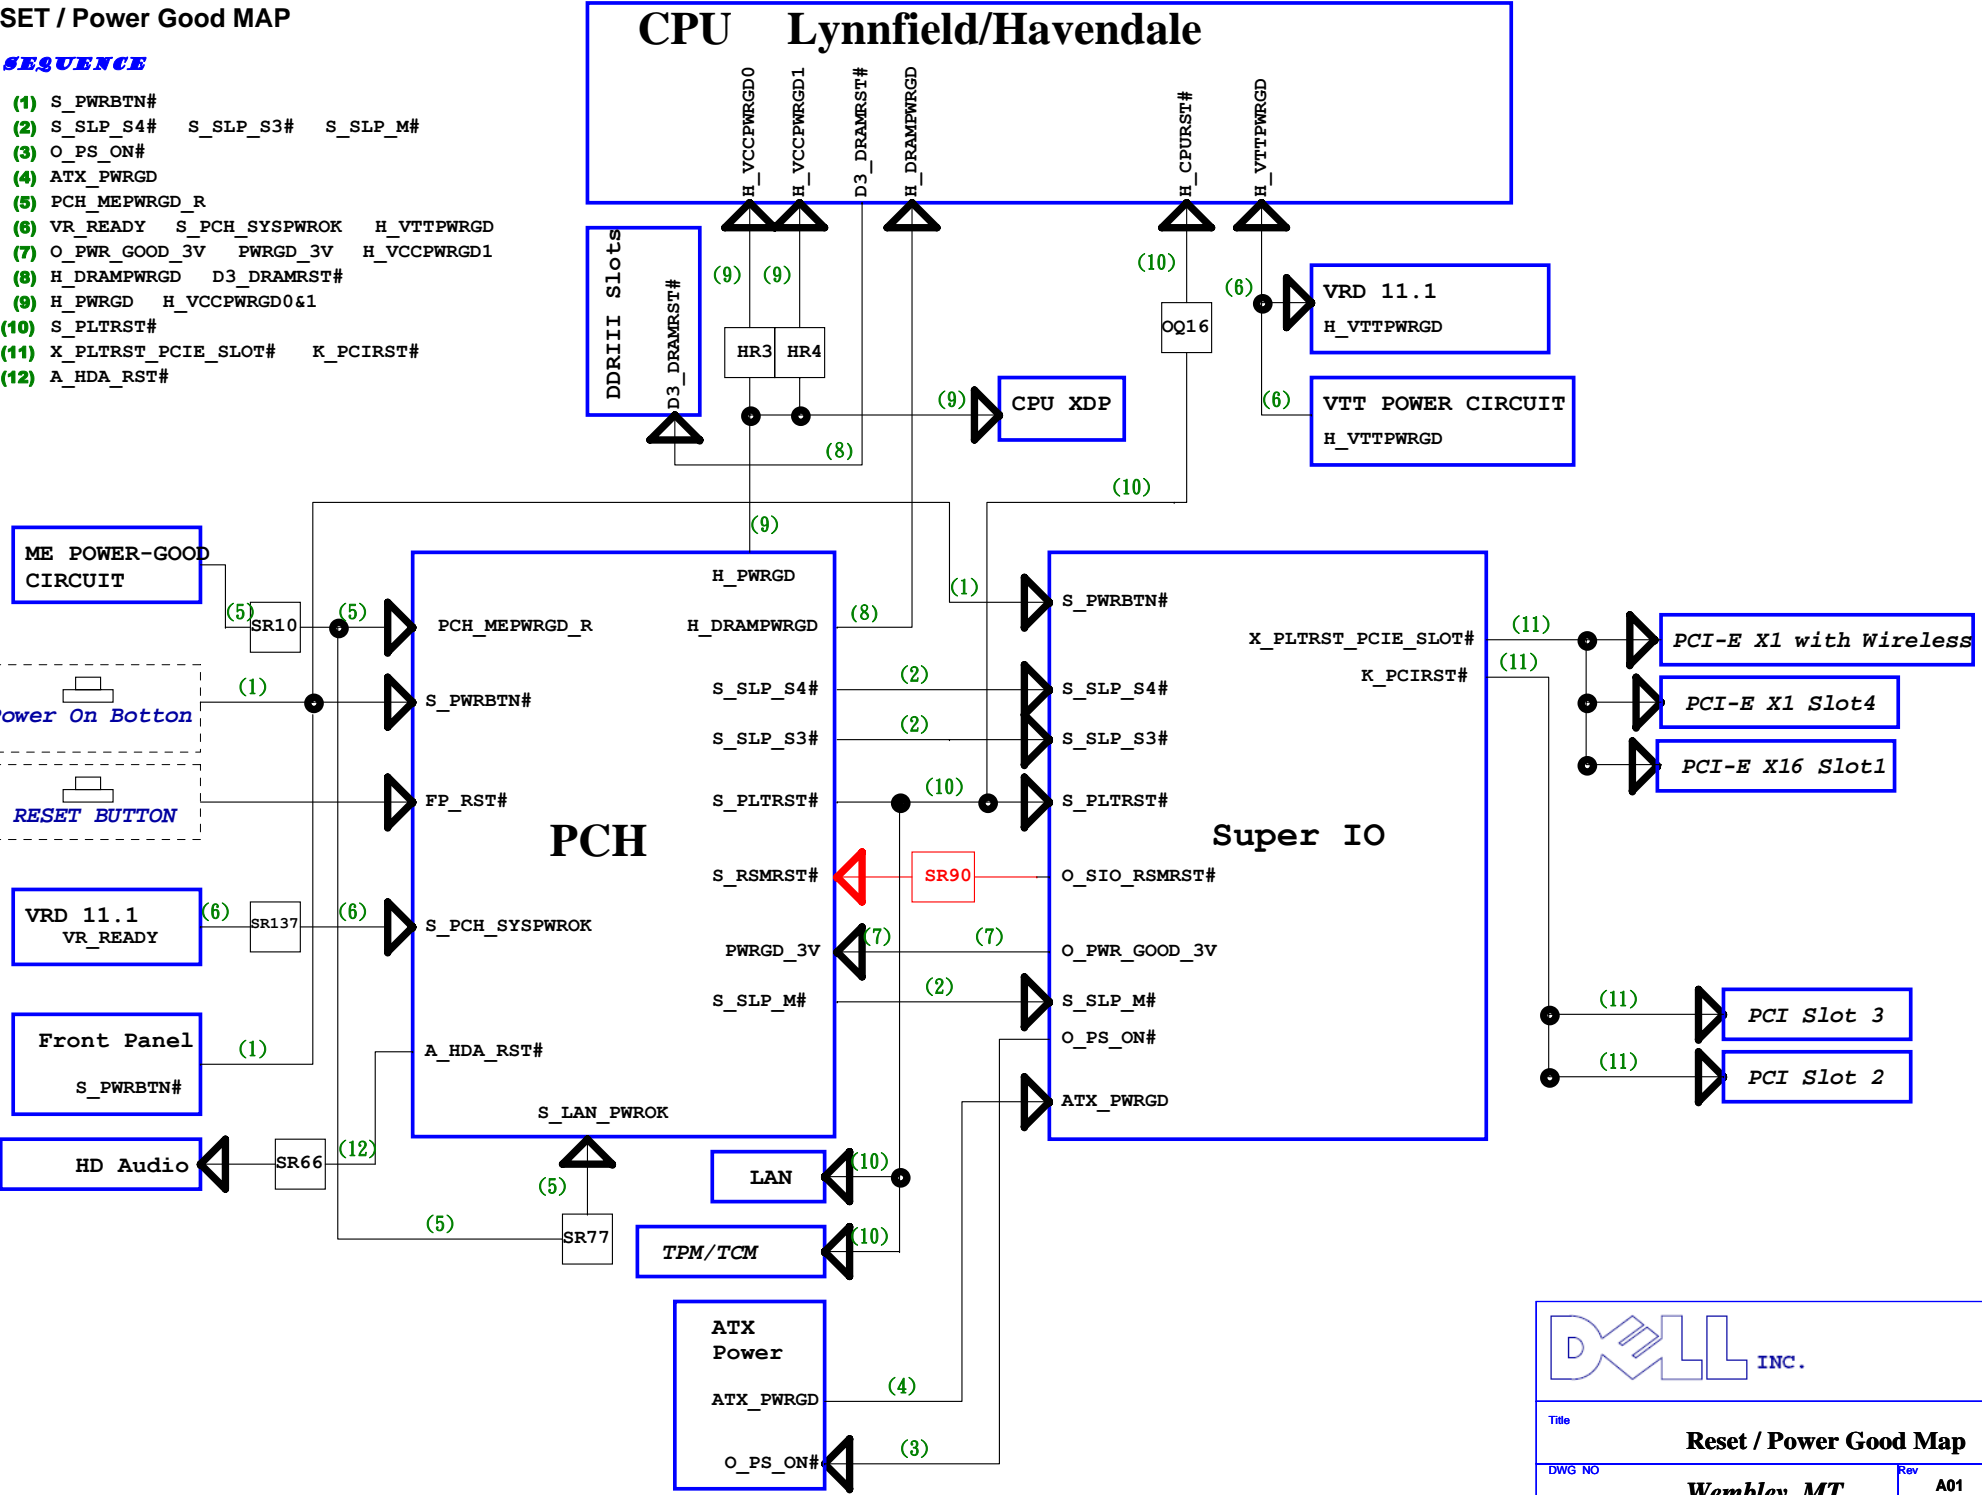 SET / Power Good MAP
SEQUENCE
(1) S_PWRBTN#
(2) S_SLP_S4# S_SLP_S3# S_SLP_M#
(3) O_PS_ON#
(4) ATX_PWRGD
(5) PCH_MEPWRGD_R
(6) VR_READY S_PCH_SYSPWROK H_VTTPWRGD
(7) O_PWR_GOOD_3V PWRGD_3V H_VCCPWRGD1
(8) H_DRAMPWRGD D3_DRAMRST#
(9) H_PWRGD H_VCCPWRGD0&1
(10) S_PLTRST#
(11) X_PLTRST_PCIE_SLOT# K_PCIRST#
(12) A_HDA_RST#
CPU Lynnfield/Havendale
H_VCCPWRGD0
H_VCCPWRGD1
D3_DRAMRST#
H_DRAMPWRGD
H_CPURST#
H_VTTPWRGD
DDRIII Slots
D3_DRAMRST#
(9) (9)
HR3 HR4
(10)
OQ16
(6)
VRD 11.1
H_VTTPWRGD
(9)
CPU XDP
(6)
VTT POWER CIRCUIT
H_VTTPWRGD
(8)
(10)
(9)
ME POWER-GOOD
CIRCUIT
(5)
SR10
(5)
(1)
ower On Botton
RESET BUTTON
VRD 11.1
VR_READY
(6)
SR137
(6)
Front Panel
S_PWRBTN#
(1)
HD Audio
SR66
(12)
PCH
H_PWRGD
PCH_MEPWRGD_R
H_DRAMPWRGD
S_PWRBTN#
S_SLP_S4#
S_SLP_S3#
FP_RST#
S_PLTRST#
S_RSMRST#
S_PCH_SYSPWROK
PWRGD_3V
S_SLP_M#
A_HDA_RST#
S_LAN_PWROK
(8)
(1)
(2)
(2)
(10)
SR90
(7)
(7)
(2)
Super IO
S_PWRBTN#
X_PLTRST_PCIE_SLOT#
K_PCIRST#
S_SLP_S4#
S_SLP_S3#
S_PLTRST#
O_SIO_RSMRST#
O_PWR_GOOD_3V
S_SLP_M#
O_PS_ON#
ATX_PWRGD
(11)
(11)
PCI-E X1 with Wireless
PCI-E X1 Slot4
PCI-E X16 Slot1
(11)
PCI Slot 3
(11)
PCI Slot 2
(5)
(5)
SR77
LAN
(10)
TPM/TCM
(10)
ATX
Power
ATX_PWRGD
(4)
O_PS_ON#
(3)
DELL INC.
Title
Reset / Power Good Map
DWG NO
Wembley MT
Rev
A01